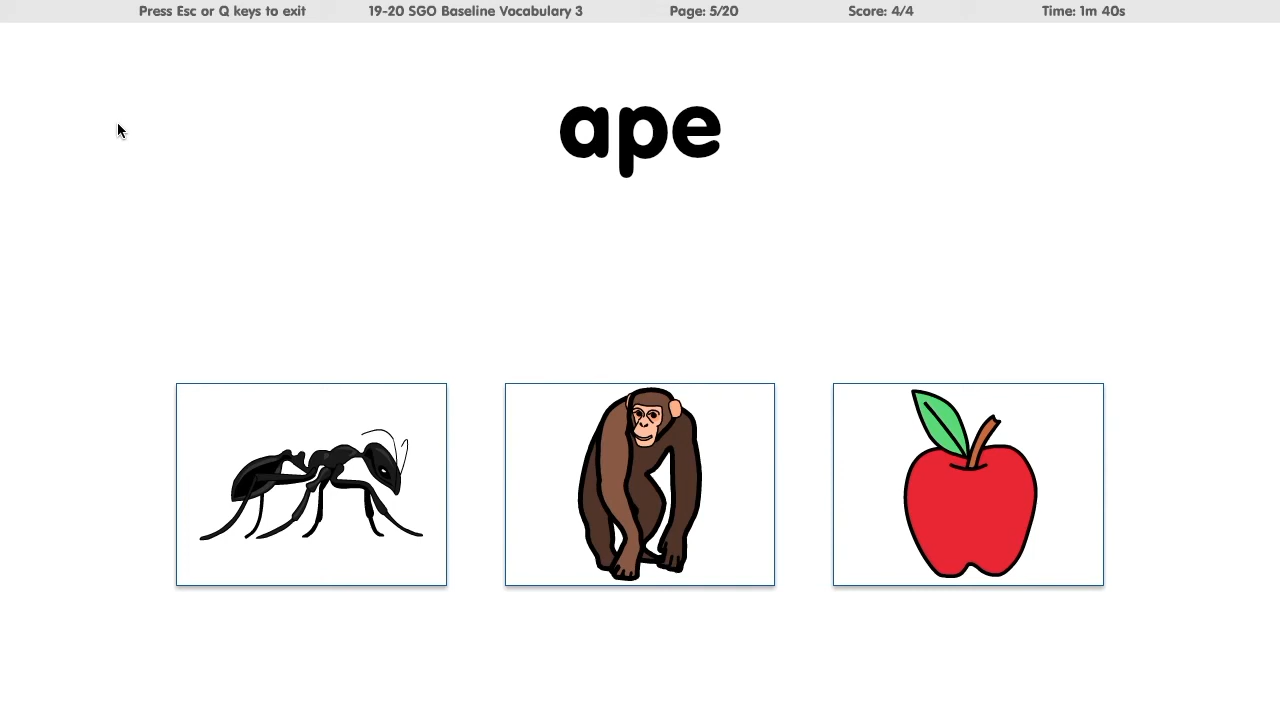 Press Esc or Q keys to exit 19-20 SGO Baseline Vocabulary 3 Page: 5/20 Score: 4/4 Time: 1m 40s
ape